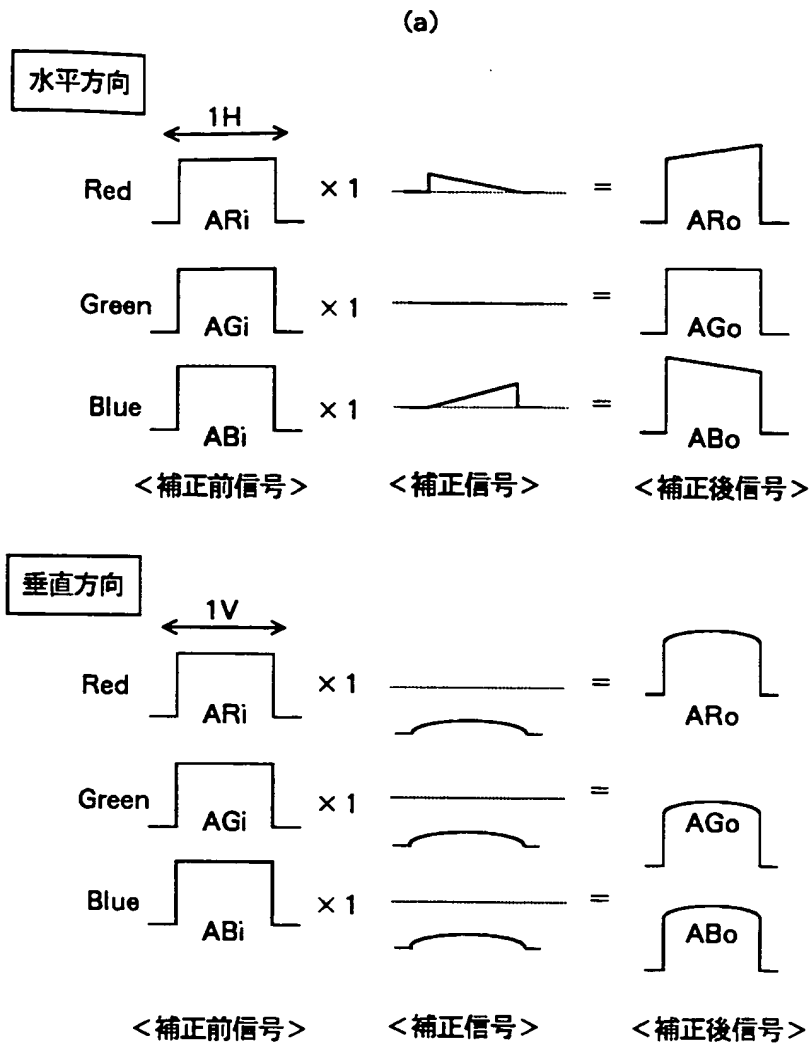 (a)
水平方向
1H
Red ARi ×1 = ARo
Green AGi ×1 = AGo
Blue ABi ×1 = ABo
<補正前信号> <補正信号> <補正後信号>
垂直方向
1V
Red ARi ×1 = ARo
Green AGi ×1 = AGo
Blue ABi ×1 = ABo
<補正前信号> <補正信号> <補正後信号>